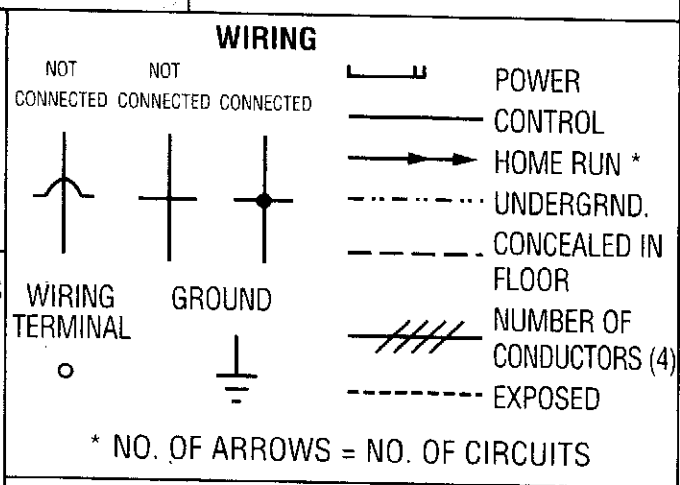 WIRING
NOT CONNECTED
NOT CONNECTED
CONNECTED
POWER
CONTROL
HOME RUN *
UNDERGRND.
CONCEALED IN
FLOOR
NUMBER OF
CONDUCTORS (4)
EXPOSED
WIRING
TERMINAL
GROUND
* NO. OF ARROWS = NO. OF CIRCUITS